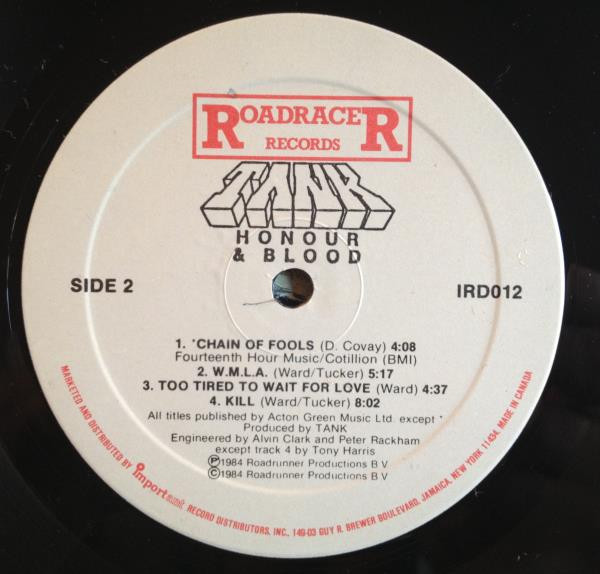 ROADRACER
RECORDS
TANK
HONOUR
& BLOOD
SIDE 2
IRD012
1. 'CHAIN OF FOOLS (D. Covay) 4:08
Fourteenth Hour Music/Cotillion (BMI)
2. W.M.L.A. (Ward/Tucker) 5:17
3. TOO TIRED TO WAIT FOR LOVE (Ward) 4:37
4. KILL (Ward/Tucker) 8:02
All titles published by Acton Green Music Ltd. except '
Produced by TANK
Engineered by Alvin Clark and Peter Rackham
except track 4 by Tony Harris
℗1984 Roadrunner Productions B V
©1984 Roadrunner Productions B V
MARKETED AND DISTRIBUTED BY important RECORD DISTRIBUTORS, INC., 149-03 GUY R. BREWER BOULEVARD, JAMAICA, NEW YORK 11434. MADE IN CANADA